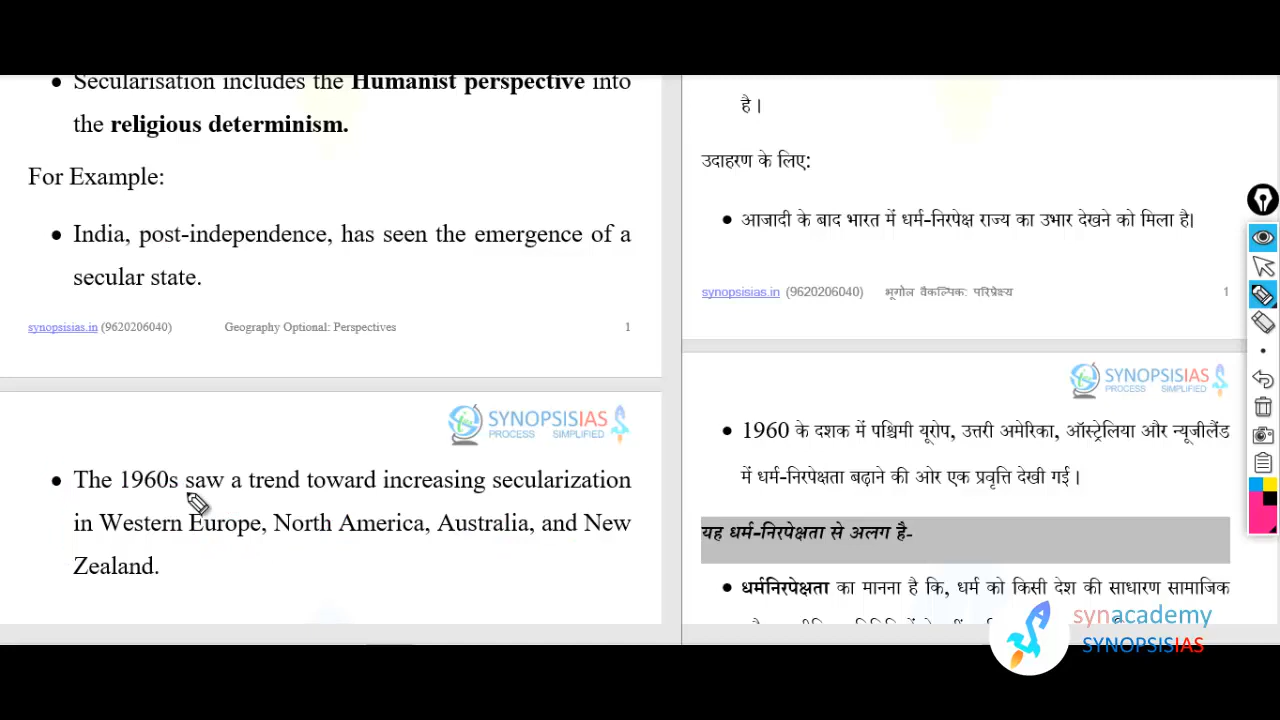 Secularisation includes the Humanist perspective into
the religious determinism.
For Example:
India, post-independence, has seen the emergence of a
secular state.
synopsisias.in (9620206040) Geography Optional: Perspectives 1
SYNOPSISIAS
PROCESS SIMPLIFIED
The 1960s saw a trend toward increasing secularization
in Western Europe, North America, Australia, and New
Zealand.
है।
उदाहरण के लिए:
आजादी के बाद भारत में धर्म-निरपेक्ष राज्य का उभार देखने को मिला है।
synopsisias.in (9620206040) भूगोल वैकल्पिक: परिप्रेक्ष्य 1
SYNOPSISIAS
PROCESS SIMPLIFIED
1960 के दशक में पश्चिमी यूरोप, उत्तरी अमेरिका, ऑस्ट्रेलिया और न्यूजीलैंड
में धर्म-निरपेक्षता बढ़ाने की ओर एक प्रवृत्ति देखी गई।
यह धर्म-निरपेक्षता से अलग है-
धर्मनिरपेक्षता का मानना है कि, धर्म को किसी देश की साधारण सामाजिक
synacademy
SYNOPSISIAS